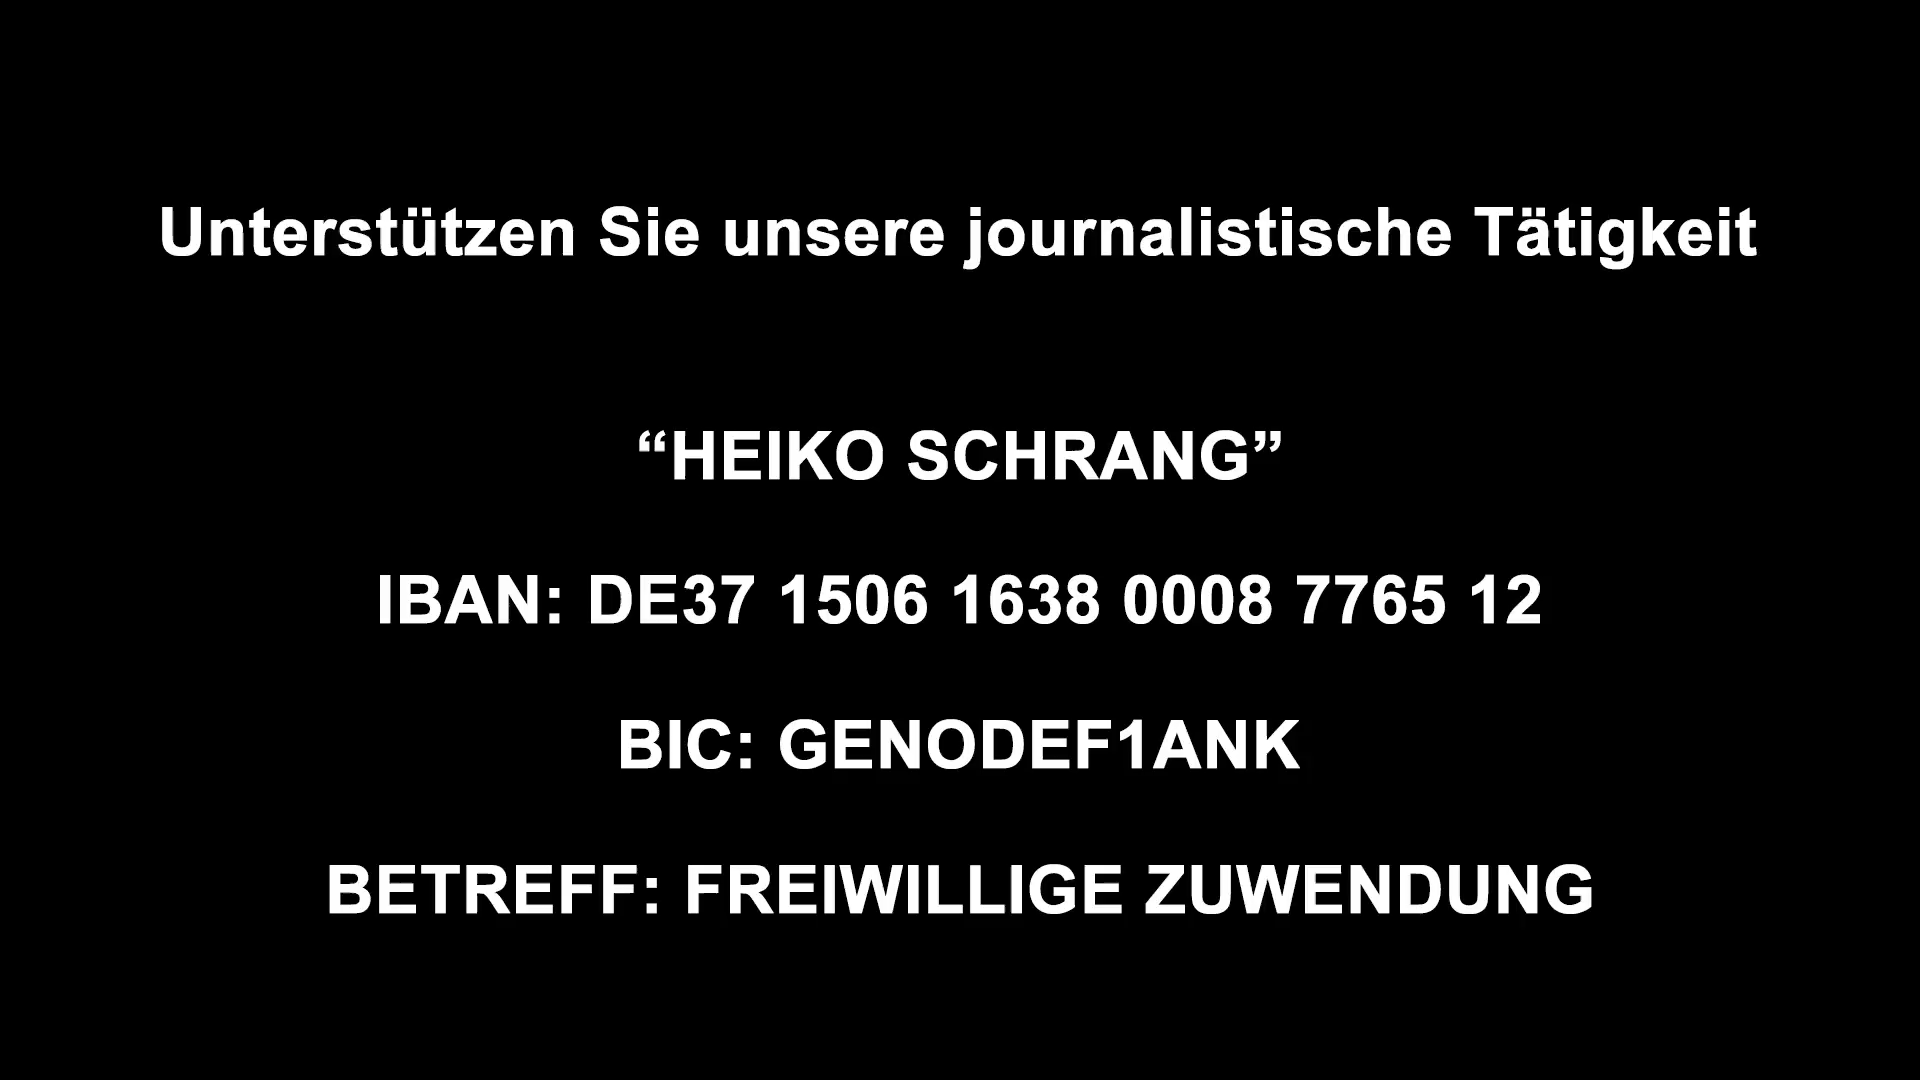 Unterstützen Sie unsere journalistische Tätigkeit
“HEIKO SCHRANG”
IBAN: DE37 1506 1638 0008 7765 12
BIC: GENODEF1ANK
BETREFF: FREIWILLIGE ZUWENDUNG